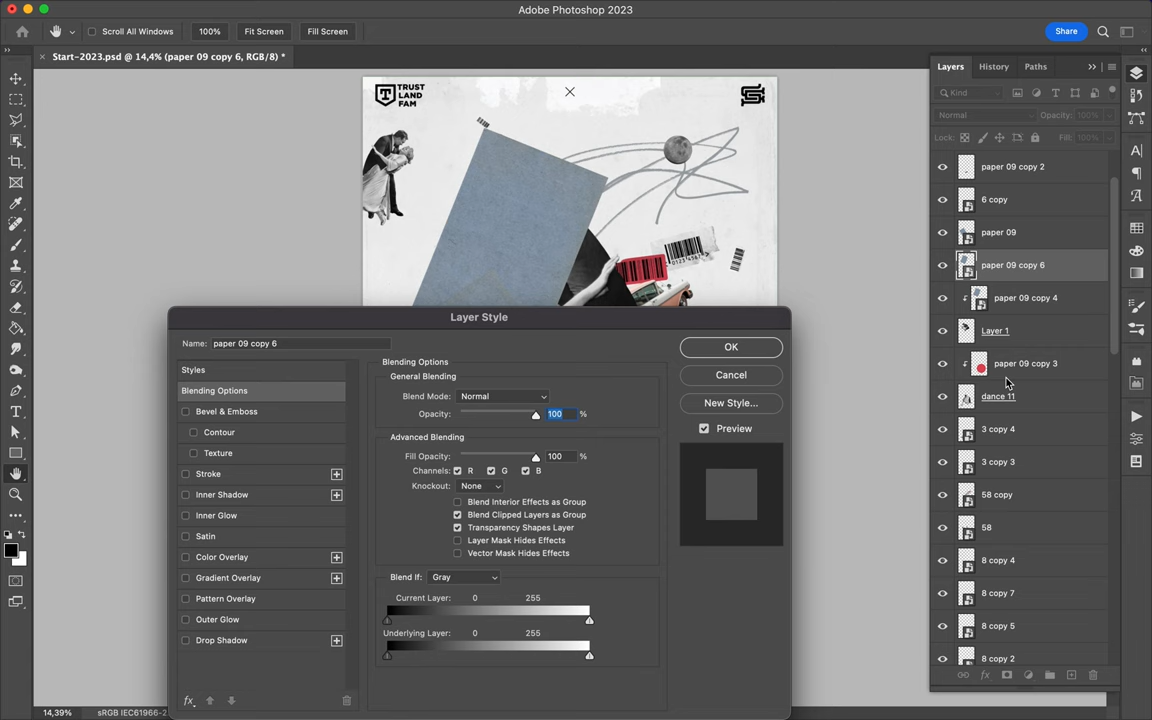 Adobe Photoshop 2023
Scroll All Windows
100%
Fit Screen
Fill Screen
Share
Start-2023.psd @ 14,4% (paper 09 copy 6, RGB/8) *
Layers
History
Paths
Kind
Normal
Opacity: 100%
Lock:
Fill: 100%
TRUST
LAND
FAM
0123456
paper 09 copy 2
6 copy
paper 09
paper 09 copy 6
paper 09 copy 4
Layer 1
paper 09 copy 3
dance 11
3 copy 4
3 copy 3
58 copy
58
8 copy 4
8 copy 7
8 copy 5
8 copy 2
Layer Style
Name: paper 09 copy 6
Styles
Blending Options
Bevel & Emboss
Contour
Texture
Stroke
Inner Shadow
Inner Glow
Satin
Color Overlay
Gradient Overlay
Pattern Overlay
Outer Glow
Drop Shadow
fx
Blending Options
General Blending
Blend Mode: Normal
Opacity: 100 %
Advanced Blending
Fill Opacity: 100 %
Channels: R G B
Knockout: None
Blend Interior Effects as Group
Blend Clipped Layers as Group
Transparency Shapes Layer
Layer Mask Hides Effects
Vector Mask Hides Effects
Blend If: Gray
Current Layer: 0 255
Underlying Layer: 0 255
OK
Cancel
New Style...
Preview
fx
14,39%
sRGB IEC61966-2